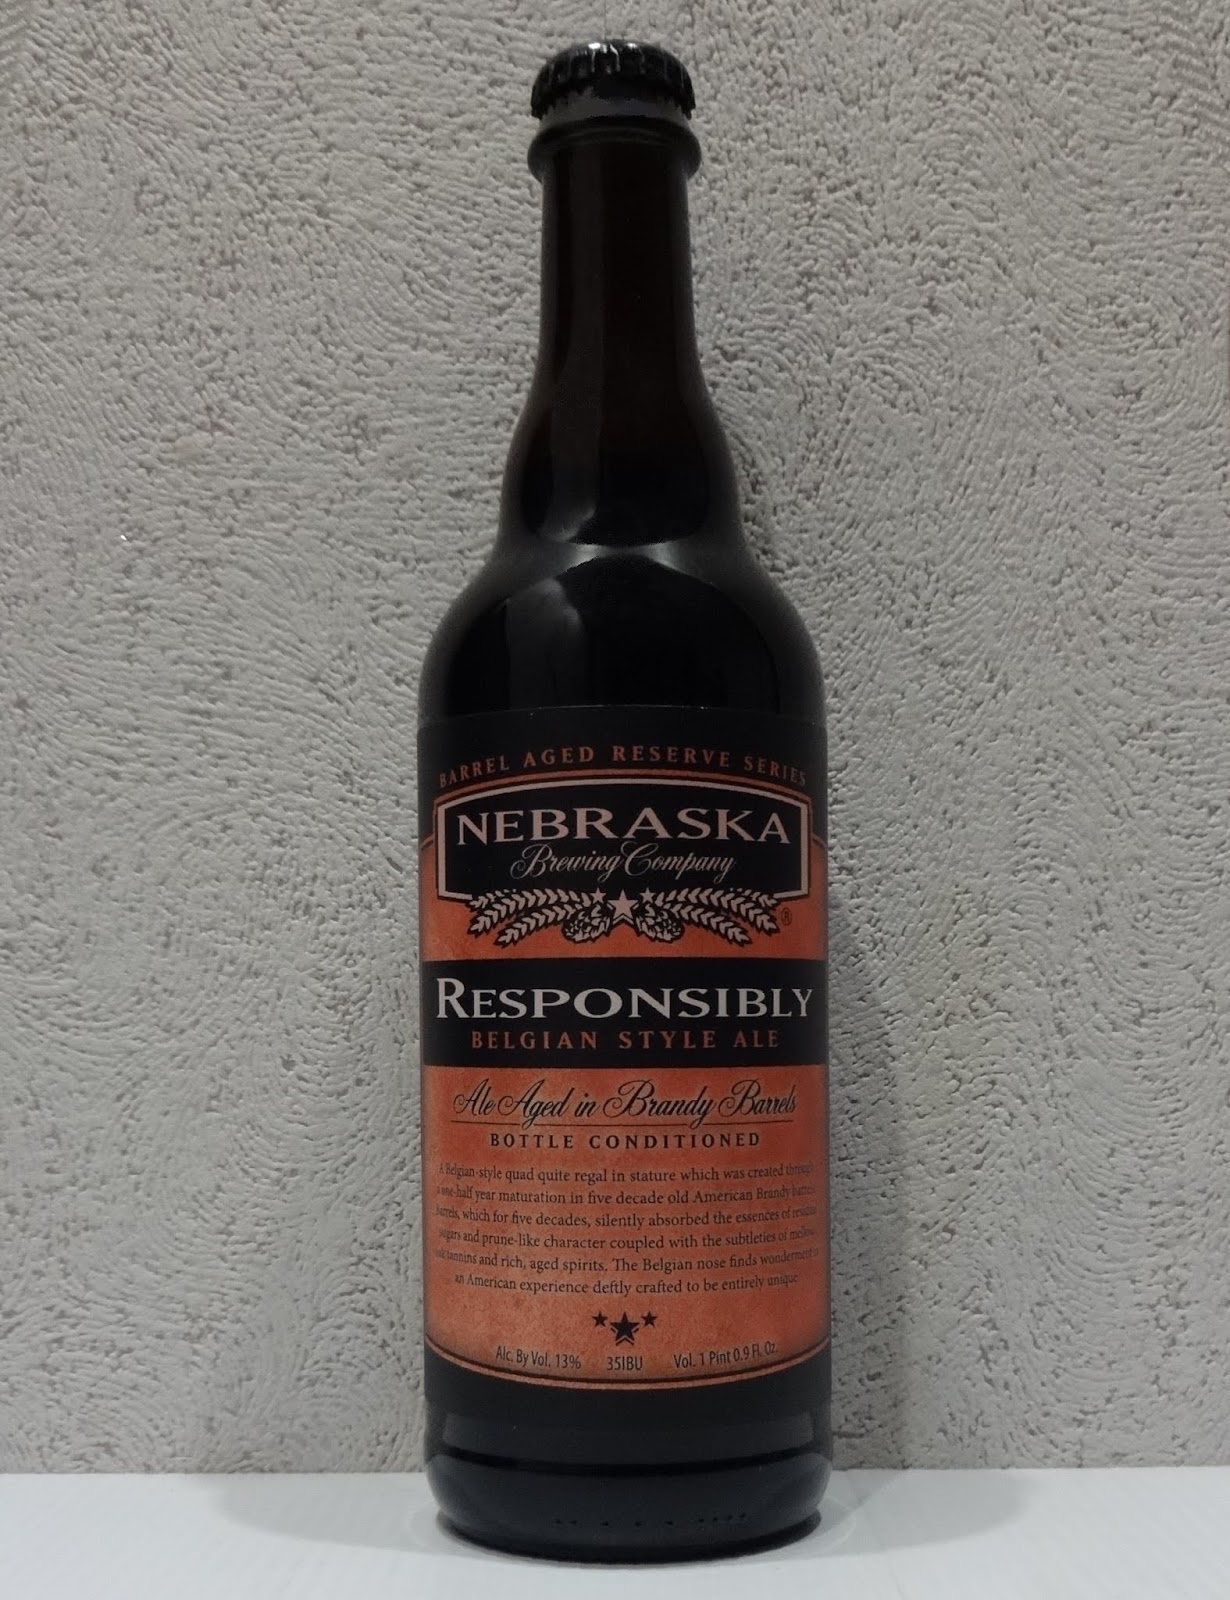 BARREL AGED RESERVE SERIES
NEBRASKA
Brewing Company
®
RESPONSIBLY
BELGIAN STYLE ALE
Ale Aged in Brandy Barrels
BOTTLE CONDITIONED
A Belgian-style quad quite regal in stature which was created through
a one-half year maturation in five decade old American Brandy barrels.
barrels, which for five decades, silently absorbed the essences of residual
sugars and prune-like character coupled with the subtleties of mellow
oak tannins and rich, aged spirits. The Belgian nose finds wonderment in
an American experience deftly crafted to be entirely unique
Alc. By Vol. 13% 35IBU Vol. 1 Pint 0.9 Fl. Oz.